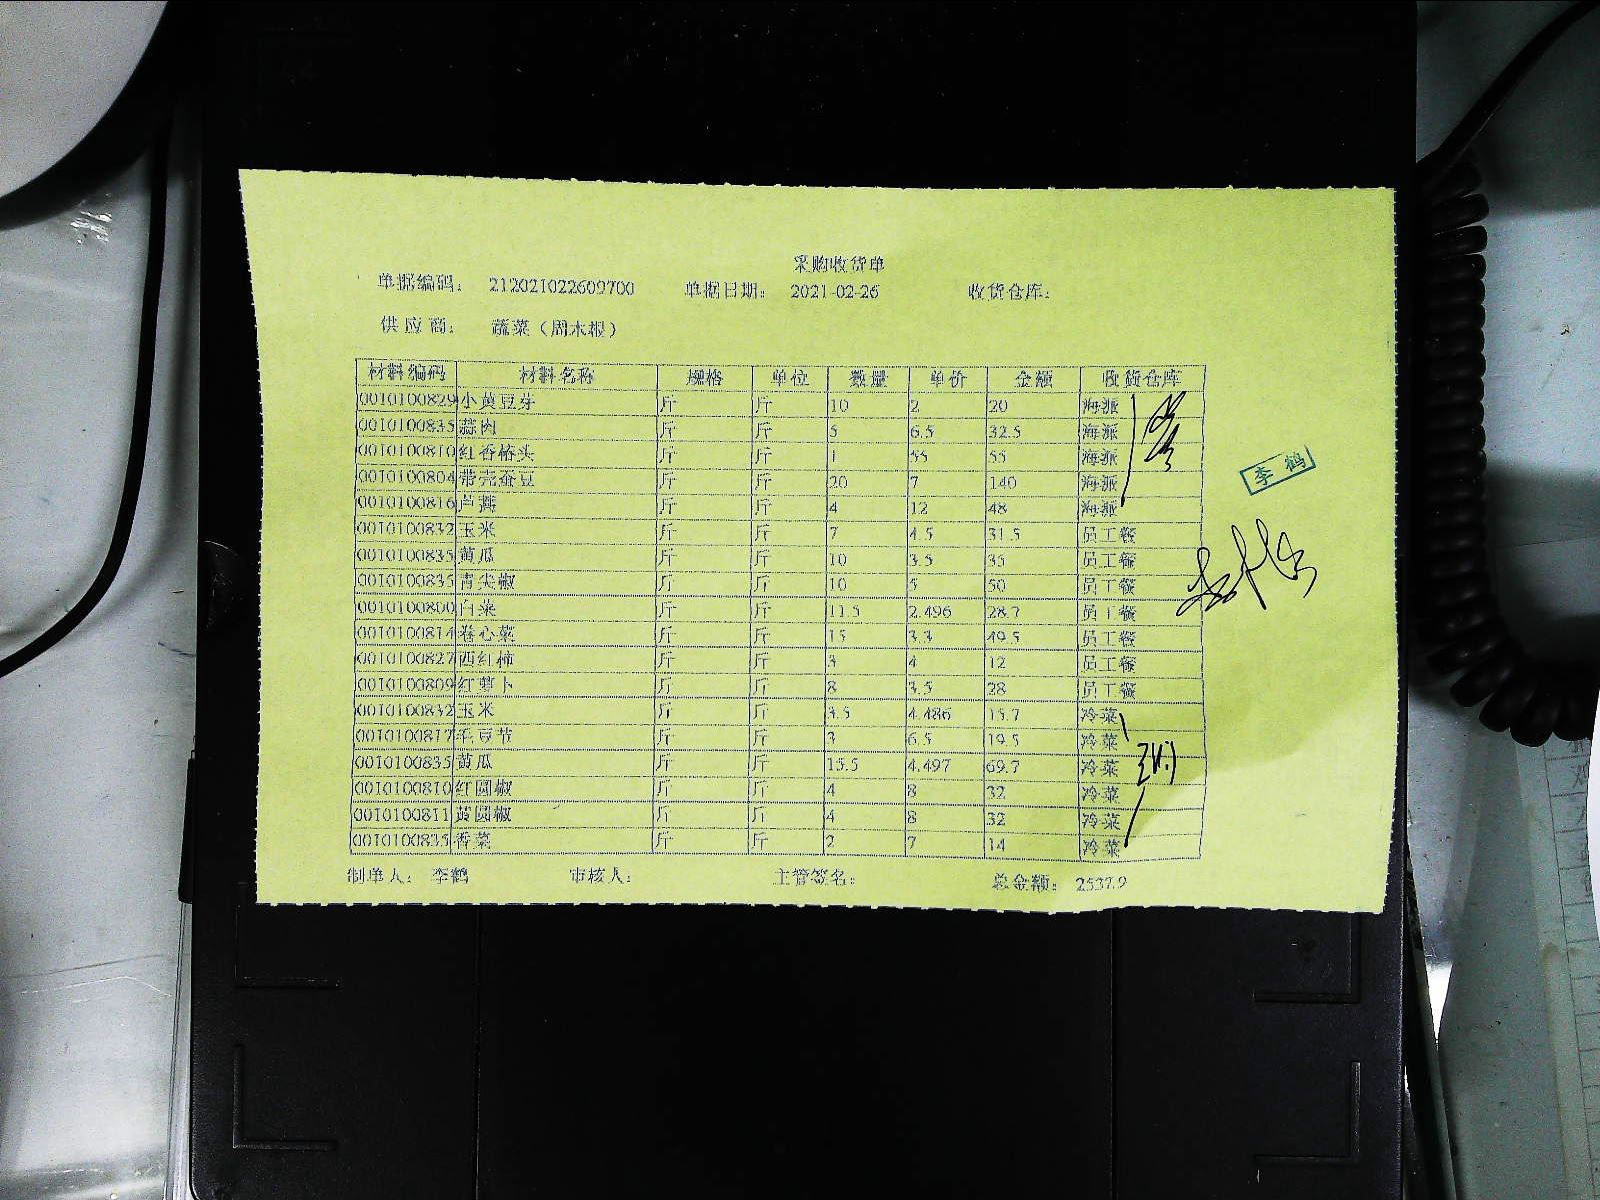 采购收货单
单据编码： 212021022609700 单据日期： 2021-02-26 收货仓库：
供应商： 蔬菜（周木根）
材料编码 材料名称 规格 单位 数量 单价 金额 收货仓库
0010100829 小黄豆芽 斤 斤 10 2 20 海派
0010100835 蒜肉 斤 斤 5 6.5 32.5 海派
0010100810 红香椿头 斤 斤 1 55 55 海派
0010100804 带壳蚕豆 斤 斤 20 7 140 海派
0010100816 芦蒿 斤 斤 4 12 48 海派
0010100832 玉米 斤 斤 7 4.5 31.5 员工餐
0010100835 黄瓜 斤 斤 10 3.5 35 员工餐
0010100835 青尖椒 斤 斤 10 5 50 员工餐
0010100800 白菜 斤 斤 11.5 2.496 28.7 员工餐
0010100814 卷心菜 斤 斤 15 3.3 49.5 员工餐
0010100827 西红柿 斤 斤 3 4 12 员工餐
0010100809 红萝卜 斤 斤 8 3.5 28 员工餐
0010100832 玉米 斤 斤 3.5 4.486 15.7 冷菜
0010100817 毛豆节 斤 斤 3 6.5 19.5 冷菜
0010100835 黄瓜 斤 斤 15.5 4.497 69.7 冷菜
0010100810 红圆椒 斤 斤 4 8 32 冷菜
0010100811 黄圆椒 斤 斤 4 8 32 冷菜
0010100835 香菜 斤 斤 2 7 14 冷菜
制单人： 李鹤 审核人： 主管签名： 总金额： 2537.9
李鹤